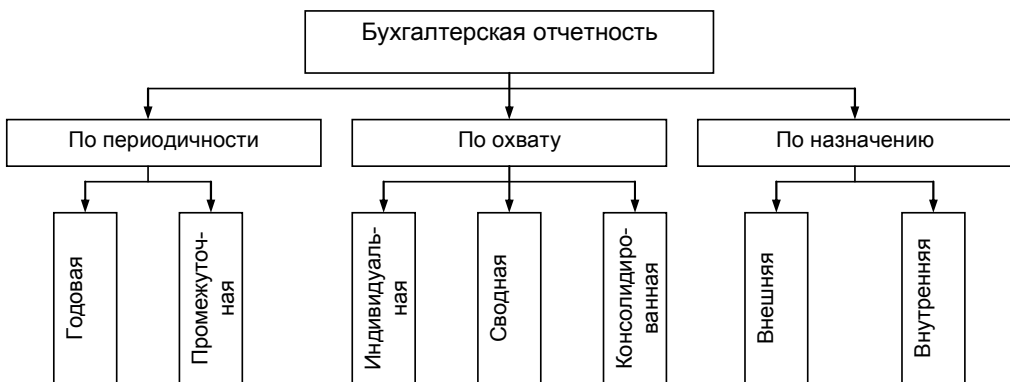 Бухгалтерская отчетность
По периодичности
По охвату
По назначению
Годовая
Промежуточ-
ная
Индивидуаль-
ная
Сводная
Консолидиро-
ванная
Внешняя
Внутренняя